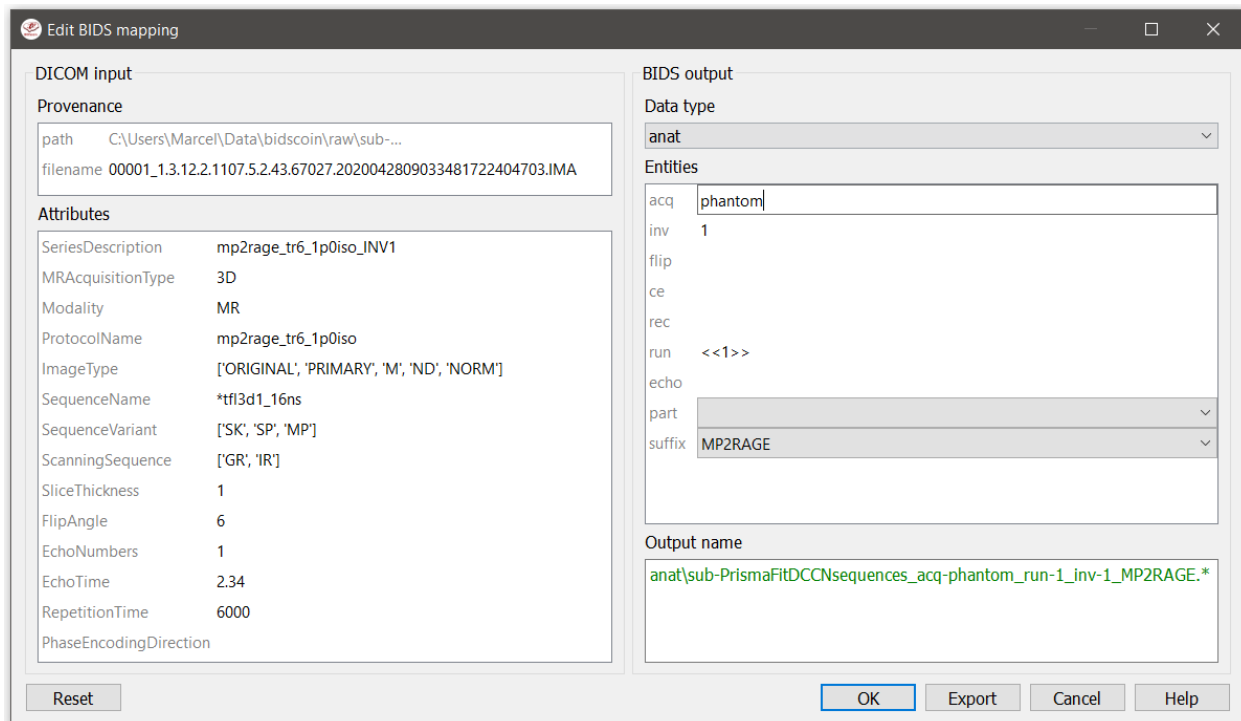 Edit BIDS mapping
DICOM input
Provenance
path C:\Users\Marcel\Data\bidscoin\raw\sub-...
filename 00001_1.3.12.2.1107.5.2.43.67027.2020042809033481722404703.IMA
Attributes
SeriesDescription mp2rage_tr6_1p0iso_INV1
MRAcquisitionType 3D
Modality MR
ProtocolName mp2rage_tr6_1p0iso
ImageType ['ORIGINAL', 'PRIMARY', 'M', 'ND', 'NORM']
SequenceName *tfl3d1_16ns
SequenceVariant ['SK', 'SP', 'MP']
ScanningSequence ['GR', 'IR']
SliceThickness 1
FlipAngle 6
EchoNumbers 1
EchoTime 2.34
RepetitionTime 6000
PhaseEncodingDirection
Reset
BIDS output
Data type
anat
Entities
acq phantom
inv 1
flip
ce
rec
run <<1>>
echo
part
suffix MP2RAGE
Output name
anat\sub-PrismaFitDCCNsequences_acq-phantom_run-1_inv-1_MP2RAGE.*
OK Export Cancel Help